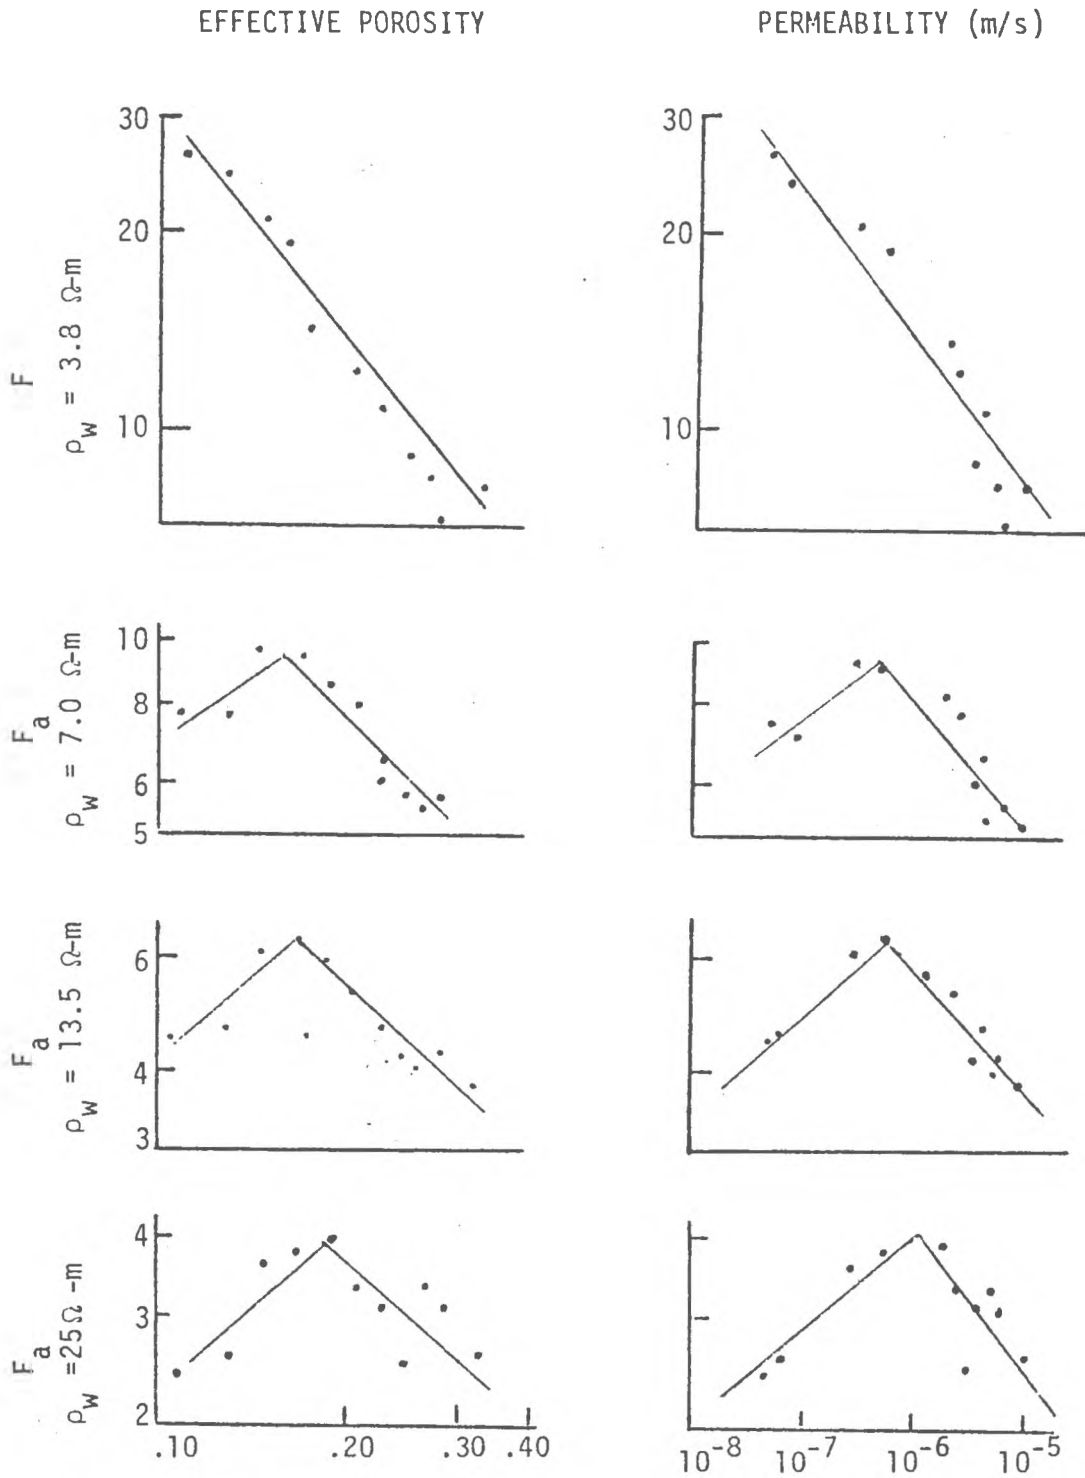 EFFECTIVE POROSITY
PERMEABILITY (m/s)
F
ρw = 3.8 Ω-m
30
20
10
30
20
10
Fa
ρw = 7.0 Ω-m
10
8
6
5
Fa
ρw = 13.5 Ω-m
6
4
3
Fa
ρw =25Ω -m
4
3
2
.10 .20 .30 .40
10⁻⁸ 10⁻⁷ 10⁻⁶ 10⁻⁵